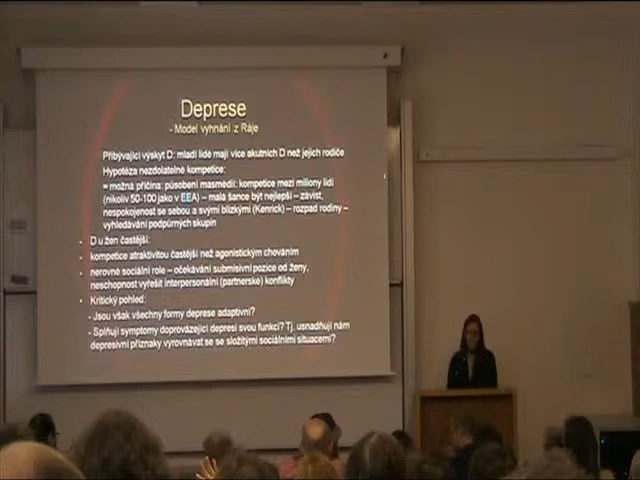 Deprese
- Model vyhnání z Ráje
Přibývající výskyt D: mladí lidé mají více akutních D než jejich rodiče
Hypotéza nezdolatelné kompetice:
= možná příčina: působení masmédií: kompetice mezi miliony lidí
(nikoliv 50-100 jako v EEA) – malá šance být nejlepší – závist,
nespokojenost se sebou a svými blízkými (Kenrick) – rozpad rodiny –
vyhledávání podpůrných skupin
• D u žen častější:
• kompetice atraktivitou častější než agonistickým chováním
• nerovné sociální role – očekávání submisivní pozice od ženy,
neschopnost vyřešit interpersonální (partnerské) konflikty
• Kritický pohled:
- Jsou však všechny formy deprese adaptivní?
- Splňují symptomy doprovázející depresi svou funkci? Tj. usnadňují nám
depresivní příznaky vyrovnávat se se složitými sociálními situacemi?